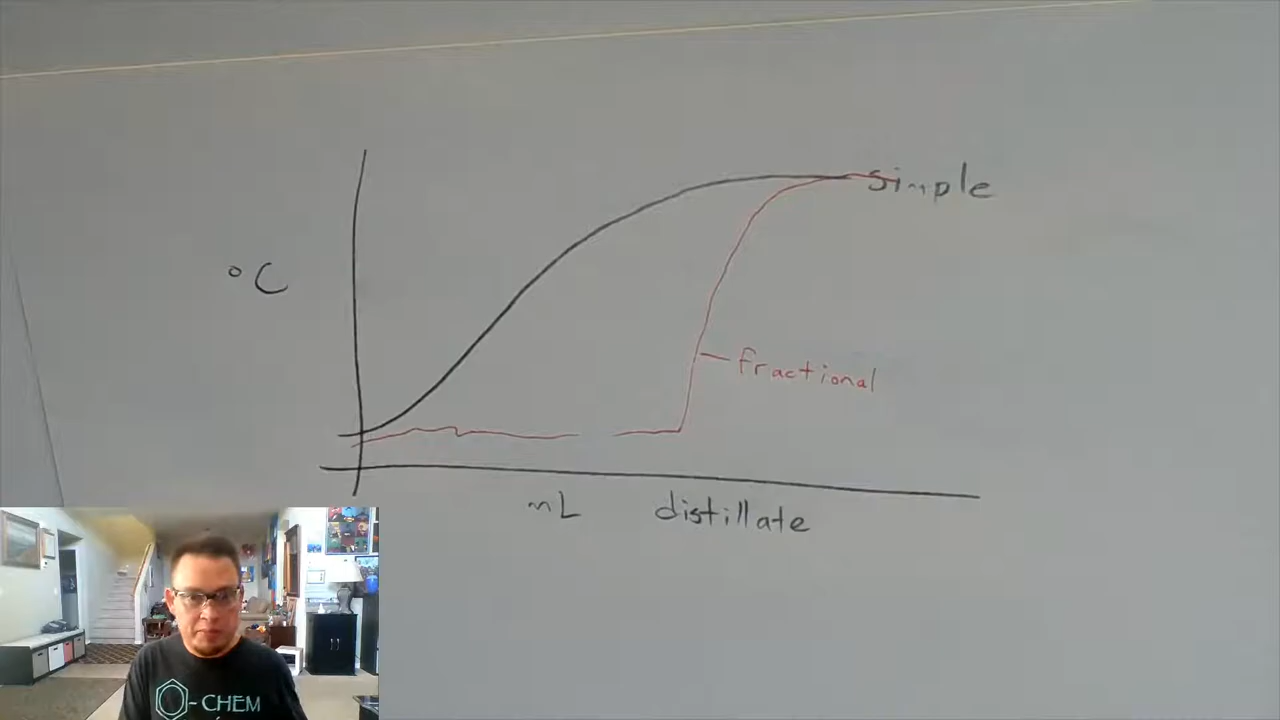 simple
°C
fractional
mL distillate
O-CHEM